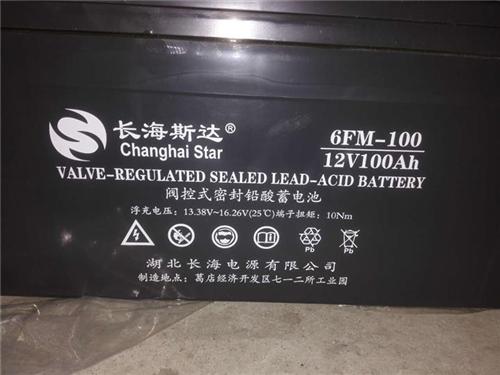 长海斯达®
Changhai Star
6FM-100
12V100Ah
VALVE-REGULATED SEALED LEAD-ACID BATTERY
阀控式密封铅酸蓄电池
浮充电压：13.38V~16.26V(25℃)端子扭矩：10Nm
Pb
Pb
湖北长海电源有限公司
制造地点：葛店经济开发区七一二所工业园